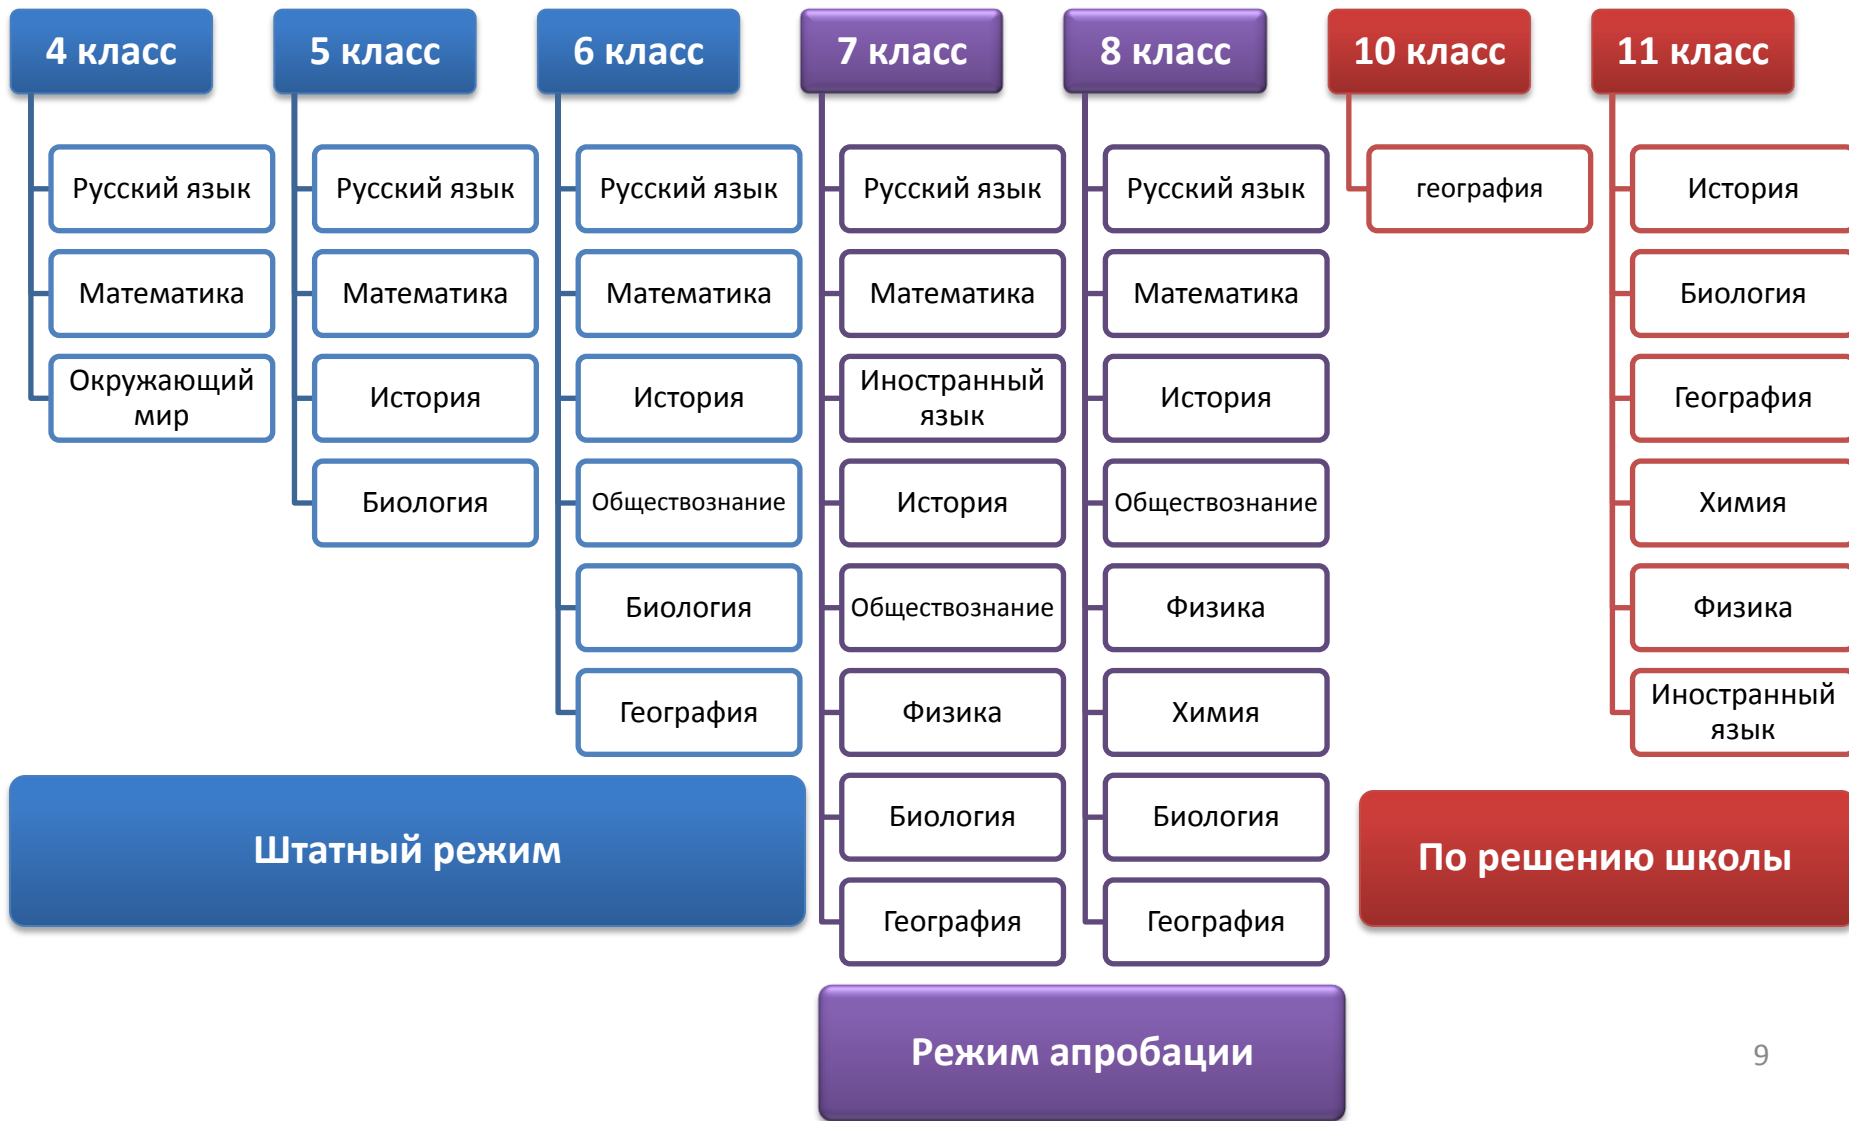 4 класс
Русский язык
Математика
Окружающий
мир
5 класс
Русский язык
Математика
История
Биология
6 класс
Русский язык
Математика
История
Обществознание
Биология
География
7 класс
Русский язык
Математика
Иностранный
язык
История
Обществознание
Физика
Биология
География
8 класс
Русский язык
Математика
История
Обществознание
Физика
Химия
Биология
География
10 класс
география
11 класс
История
Биология
География
Химия
Физика
Иностранный
язык
Штатный режим
По решению школы
Режим апробации
9